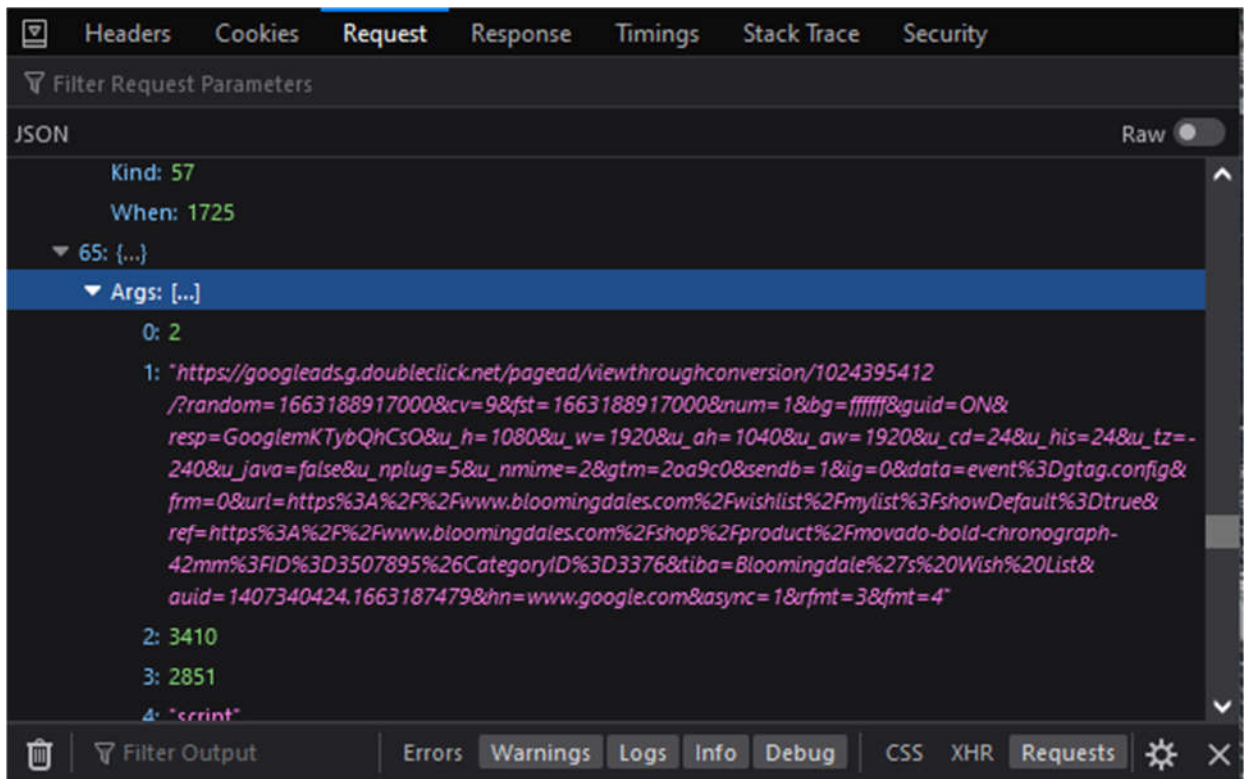 Headers Cookies Request Response Timings Stack Trace Security
Filter Request Parameters
JSON Raw
Kind: 57
When: 1725
65: {...}
Args: [...]
0: 2
1: "https://googleads.g.doubleclick.net/pagead/viewthroughconversion/1024395412
/?random=1663188917000&cv=9&fst=1663188917000&num=1&bg=ffffff&guid=ON&
resp=GooglemKTybQhCsO&u_h=1080&u_w=1920&u_ah=1040&u_aw=1920&u_cd=24&u_his=24&u_tz=-
240&u_java=false&u_nplug=5&u_nmime=2&gtm=2oa9c0&sendb=1&ig=0&data=event%3Dgtag.config&
frm=0&url=https%3A%2F%2Fwww.bloomingdales.com%2Fwishlist%2Fmylist%3FshowDefault%3Dtrue&
ref=https%3A%2F%2Fwww.bloomingdales.com%2Fshop%2Fproduct%2Fmovado-bold-chronograph-
42mm%3FID%3D3507895%26CategoryID%3D3376&tiba=Bloomingdale%27s%20Wish%20List&
auid=1407340424.1663187479&hn=www.google.com&async=1&rfmt=3&fmt=4"
2: 3410
3: 2851
4: "script"
Filter Output Errors Warnings Logs Info Debug CSS XHR Requests